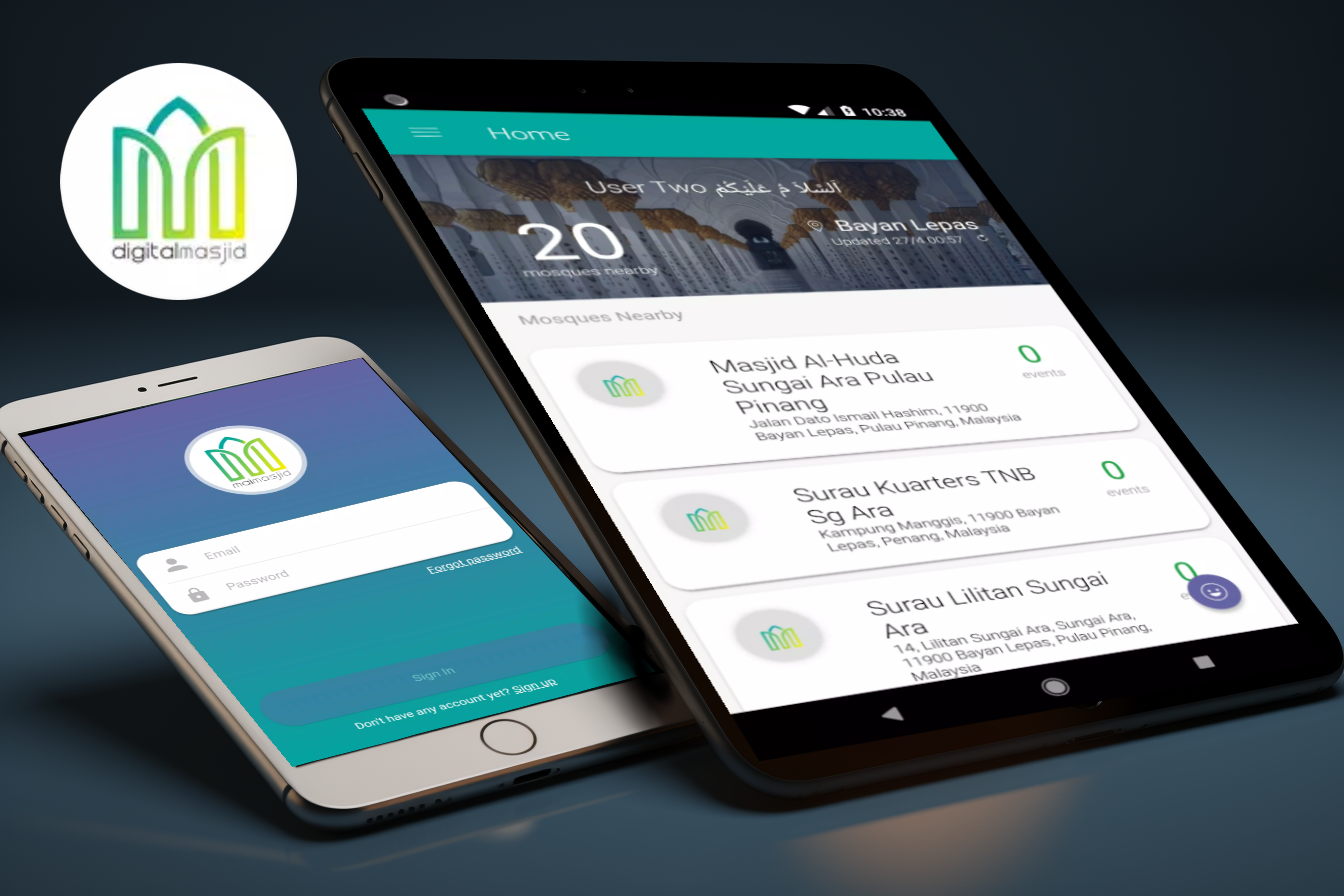 digitalmasjid
10:38
Home
User Two اَلسَّلاَ مُ عَلَيْكُمْ
20
mosques nearby
Bayan Lepas
Updated 27/4 00:57
Mosques Nearby
Masjid Al-Huda
Sungai Ara Pulau
Pinang
Jalan Dato Ismail Hashim, 11900
Bayan Lepas, Pulau Pinang, Malaysia
0
events
Surau Kuarters TNB
Sg Ara
Kampung Manggis, 11900 Bayan
Lepas, Penang, Malaysia
0
events
Surau Lilitan Sungai
Ara
14, Lilitan Sungai Ara, Sungai Ara,
11900 Bayan Lepas, Pulau Pinang,
Malaysia
0
Email
Password
Forgot password
Sign In
Don't have any account yet? Sign UP